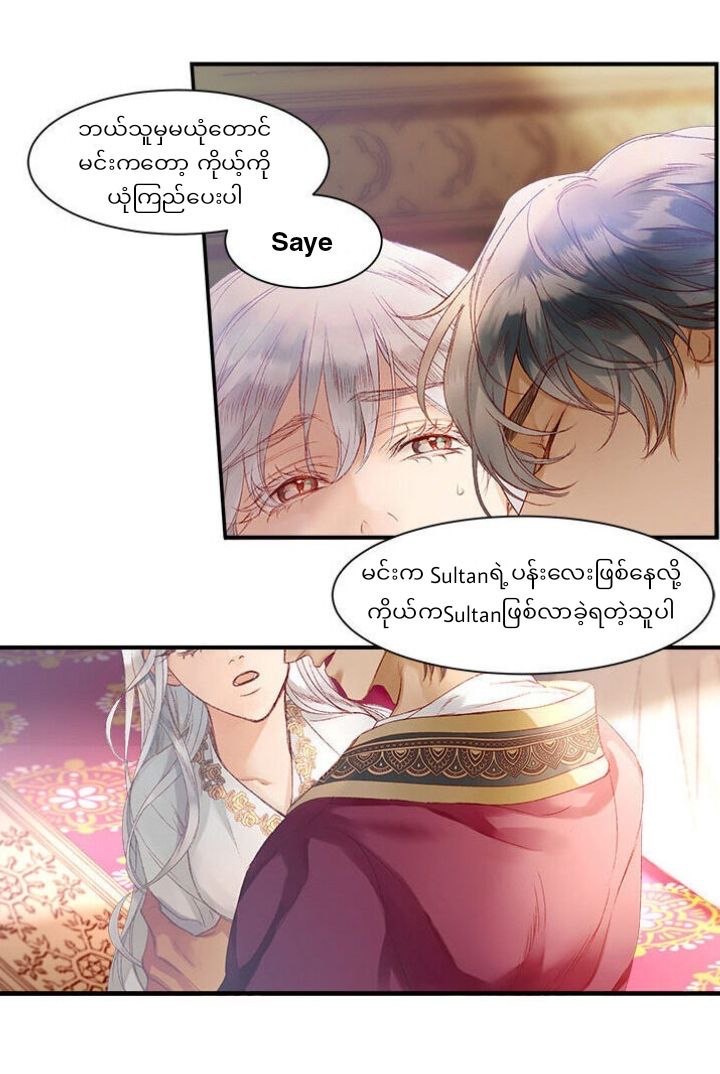 ဘယ်သူမှမယုံတောင်
မင်းကတော့ ကိုယ့်ကို
ယုံကြည်ပေးပါ
Saye
မင်းက Sultanရဲ့ပန်းလေးဖြစ်နေလို့
ကိုယ်ကSultanဖြစ်လာခဲ့ရတဲ့သူပါ